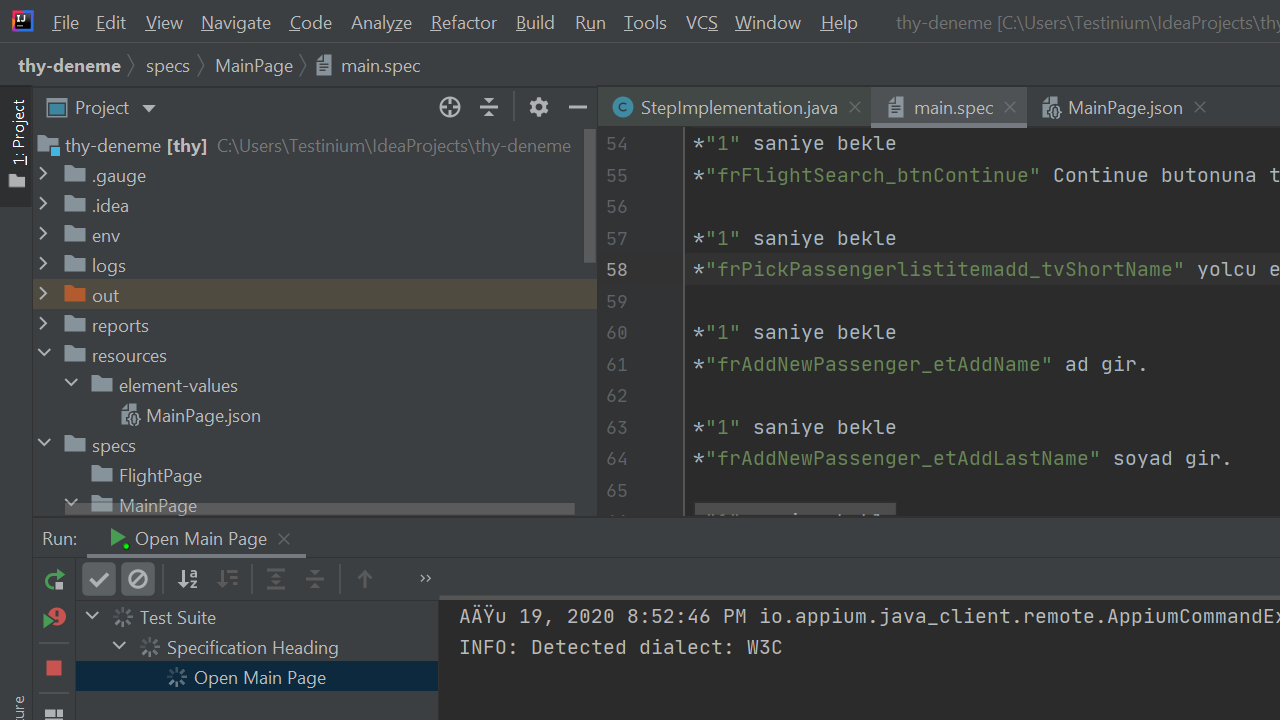 File Edit View Navigate Code Analyze Refactor Build Run Tools VCS Window Help thy-deneme [C:\Users\Testinium\IdeaProjects\thy
thy-deneme specs MainPage main.spec
1: Project
Project
StepImplementation.java main.spec MainPage.json
thy-deneme [thy] C:\Users\Testinium\IdeaProjects\thy-deneme
.gauge
.idea
env
logs
out
reports
resources
element-values
MainPage.json
specs
FlightPage
MainPage
54 *"1" saniye bekle
55 *"frFlightSearch_btnContinue" Continue butonuna t
56
57 *"1" saniye bekle
58 *"frPickPassengerlistitemadd_tvShortName" yolcu e
59
60 *"1" saniye bekle
61 *"frAddNewPassenger_etAddName" ad gir.
62
63 *"1" saniye bekle
64 *"frAddNewPassenger_etAddLastName" soyad gir.
65
Run: Open Main Page
Test Suite
Specification Heading
Open Main Page
AÄŸu 19, 2020 8:52:46 PM io.appium.java_client.remote.AppiumCommandEx
INFO: Detected dialect: W3C